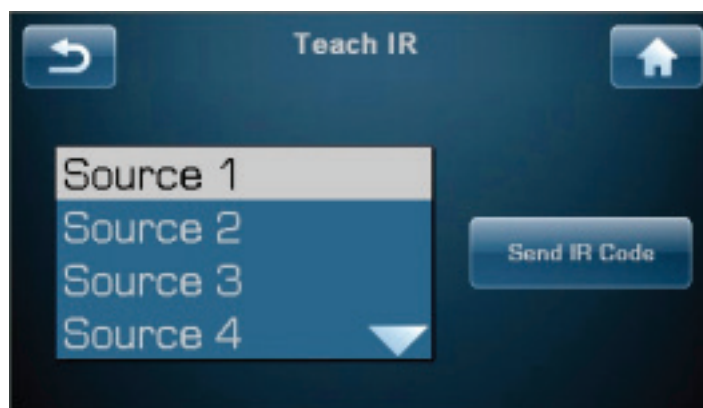 Teach IR
Source 1
Source 2
Send IR Code
Source 3
Source 4